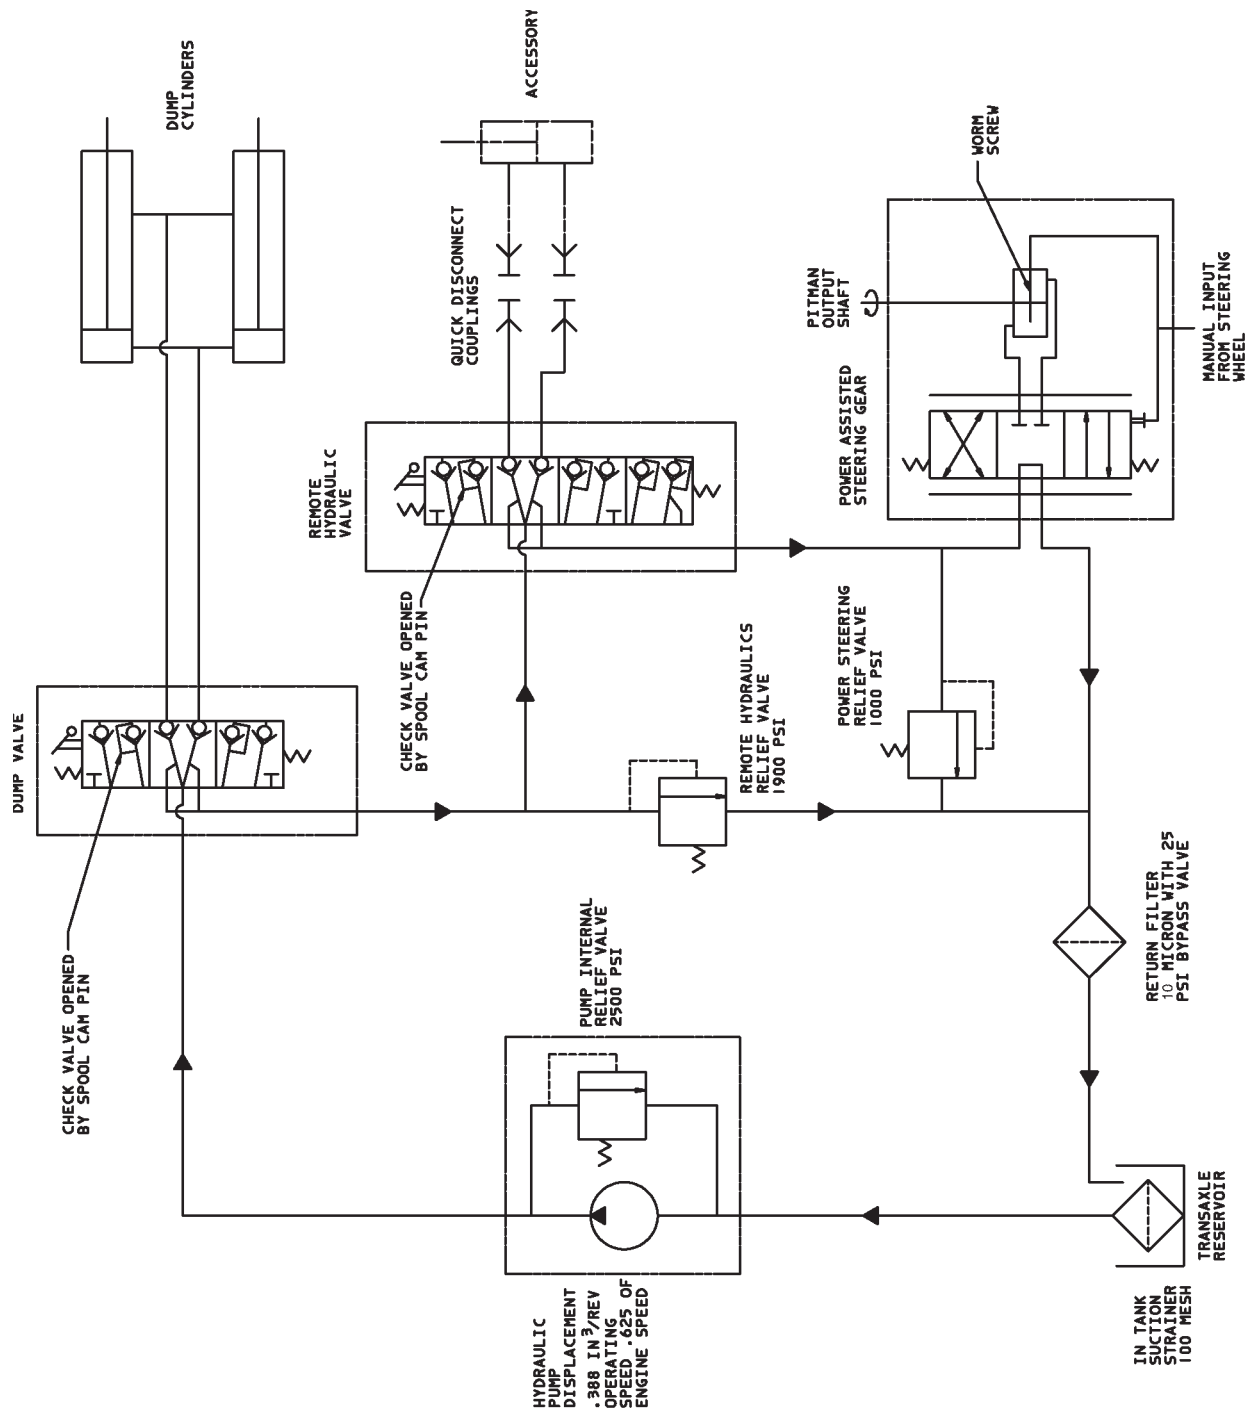 DUMP
CYLINDERS
ACCESSORY
QUICK DISCONNECT
COUPLINGS
WORM
SCREW
PITMAN
OUTPUT
SHAFT
MANUAL INPUT
FROM STEERING
WHEEL
POWER ASSISTED
STEERING GEAR
REMOTE
HYDRAULIC
VALVE
DUMP VALVE
CHECK VALVE OPENED
BY SPOOL CAM PIN
CHECK VALVE OPENED
BY SPOOL CAM PIN
REMOTE HYDRAULICS
RELIEF VALVE
1900 PSI
POWER STEERING
RELIEF VALVE
1000 PSI
PUMP INTERNAL
RELIEF VALVE
2500 PSI
RETURN FILTER
10 MICRON WITH 25
PSI BYPASS VALVE
HYDRAULIC
PUMP
DISPLACEMENT
.388 IN³/REV
OPERATING
SPEED .625 OF
ENGINE SPEED
TRANSAXLE
RESERVOIR
IN TANK
SUCTION
STRAINER
100 MESH